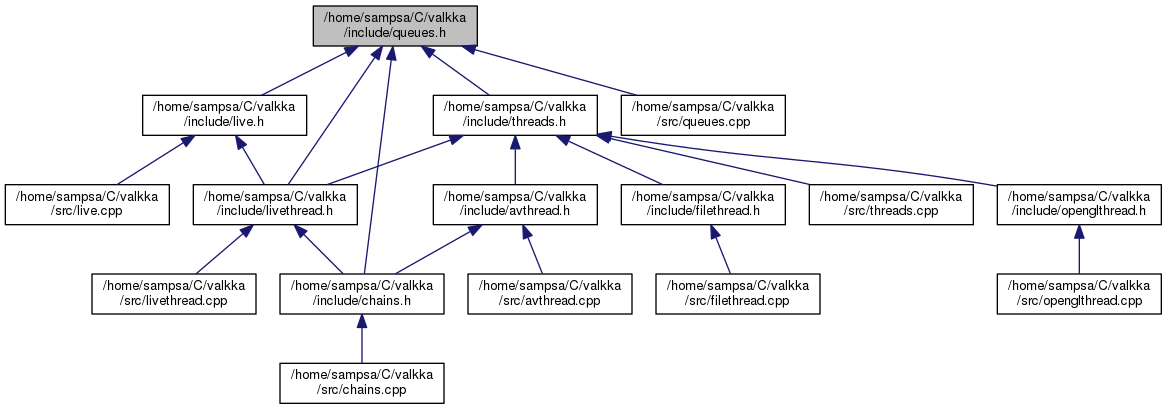 /home/sampsa/C/valkka
/include/queues.h
/home/sampsa/C/valkka
/include/live.h
/home/sampsa/C/valkka
/include/threads.h
/home/sampsa/C/valkka
/src/queues.cpp
/home/sampsa/C/valkka
/src/live.cpp
/home/sampsa/C/valkka
/include/livethread.h
/home/sampsa/C/valkka
/include/avthread.h
/home/sampsa/C/valkka
/include/filethread.h
/home/sampsa/C/valkka
/src/threads.cpp
/home/sampsa/C/valkka
/include/openglthread.h
/home/sampsa/C/valkka
/src/livethread.cpp
/home/sampsa/C/valkka
/include/chains.h
/home/sampsa/C/valkka
/src/avthread.cpp
/home/sampsa/C/valkka
/src/filethread.cpp
/home/sampsa/C/valkka
/src/openglthread.cpp
/home/sampsa/C/valkka
/src/chains.cpp